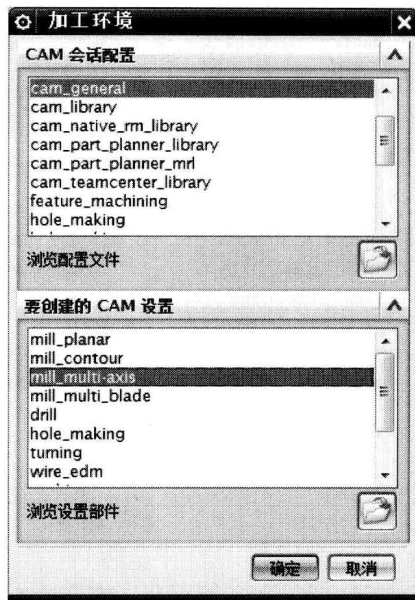 加工环境
CAM 会话配置
cam_general
cam_library
cam_native_rm_library
cam_part_planner_library
cam_part_planner_mrl
cam_teamcenter_library
feature_machining
hole_making
浏览配置文件
要创建的 CAM 设置
mill_planar
mill_contour
mill_multi-axis
mill_multi_blade
drill
hole_making
turning
wire_edm
浏览设置部件
确定 取消